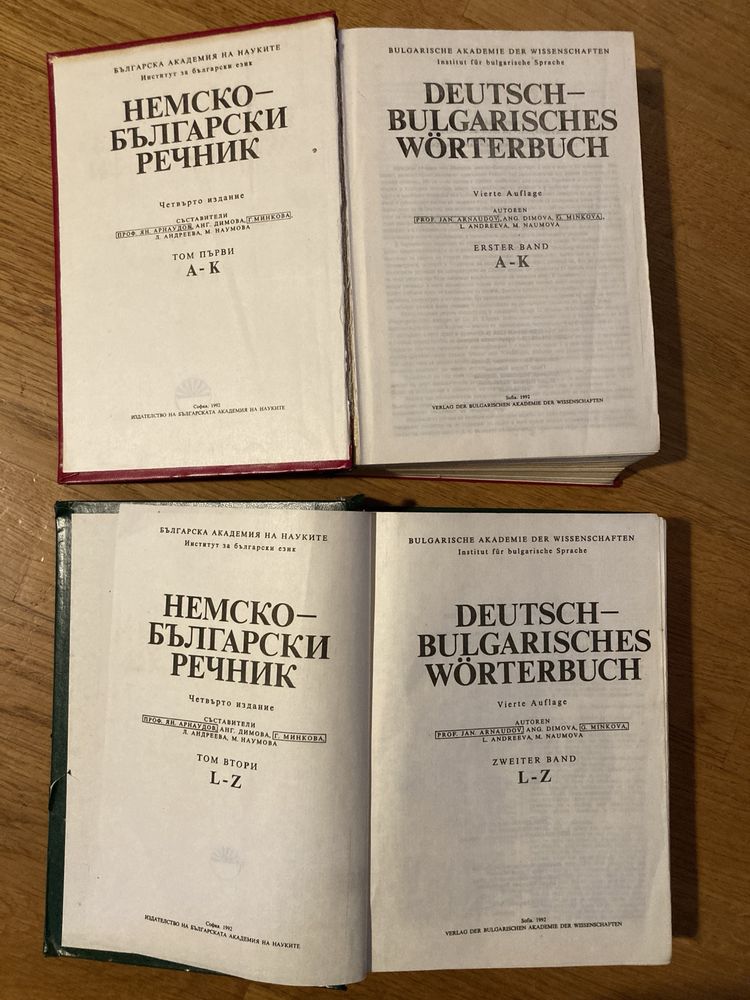 БЪЛГАРСКА АКАДЕМИЯ НА НАУКИТЕ
Институт за български език
НЕМСКО–
БЪЛГАРСКИ
РЕЧНИК
Четвърто издание
СЪСТАВИТЕЛИ
ПРОФ. ЯН. АРНАУДОВ, АНГ. ДИМОВА, Г. МИНКОВА,
Л. АНДРЕЕВА, М. НАУМОВА
ТОМ ПЪРВИ
A - K
София, 1992
ИЗДАТЕЛСТВО НА БЪЛГАРСКАТА АКАДЕМИЯ НА НАУКИТЕ
BULGARISCHE AKADEMIE DER WISSENSCHAFTEN
Institut für bulgarische Sprache
DEUTSCH–
BULGARISCHES
WÖRTERBUCH
Vierte Auflage
AUTOREN
PROF. JAN. ARNAUDOV, ANG. DIMOVA, G. MINKOVA,
L. ANDREEVA, M. NAUMOVA
ERSTER BAND
A - K
Sofia, 1992
VERLAG DER BULGARISCHEN AKADEMIE DER WISSENSCHAFTEN
БЪЛГАРСКА АКАДЕМИЯ НА НАУКИТЕ
Институт за български език
НЕМСКО–
БЪЛГАРСКИ
РЕЧНИК
Четвърто издание
СЪСТАВИТЕЛИ
ПРОФ. ЯН. АРНАУДОВ, АНГ. ДИМОВА, Г. МИНКОВА,
Л. АНДРЕЕВА, М. НАУМОВА
ТОМ ВТОРИ
L - Z
София, 1992
ИЗДАТЕЛСТВО НА БЪЛГАРСКАТА АКАДЕМИЯ НА НАУКИТЕ
BULGARISCHE AKADEMIE DER WISSENSCHAFTEN
Institut für bulgarische Sprache
DEUTSCH–
BULGARISCHES
WÖRTERBUCH
Vierte Auflage
AUTOREN
PROF. JAN. ARNAUDOV, ANG. DIMOVA, G. MINKOVA,
L. ANDREEVA, M. NAUMOVA
ZWEITER BAND
L - Z
Sofia, 1992
VERLAG DER BULGARISCHEN AKADEMIE DER WISSENSCHAFTEN